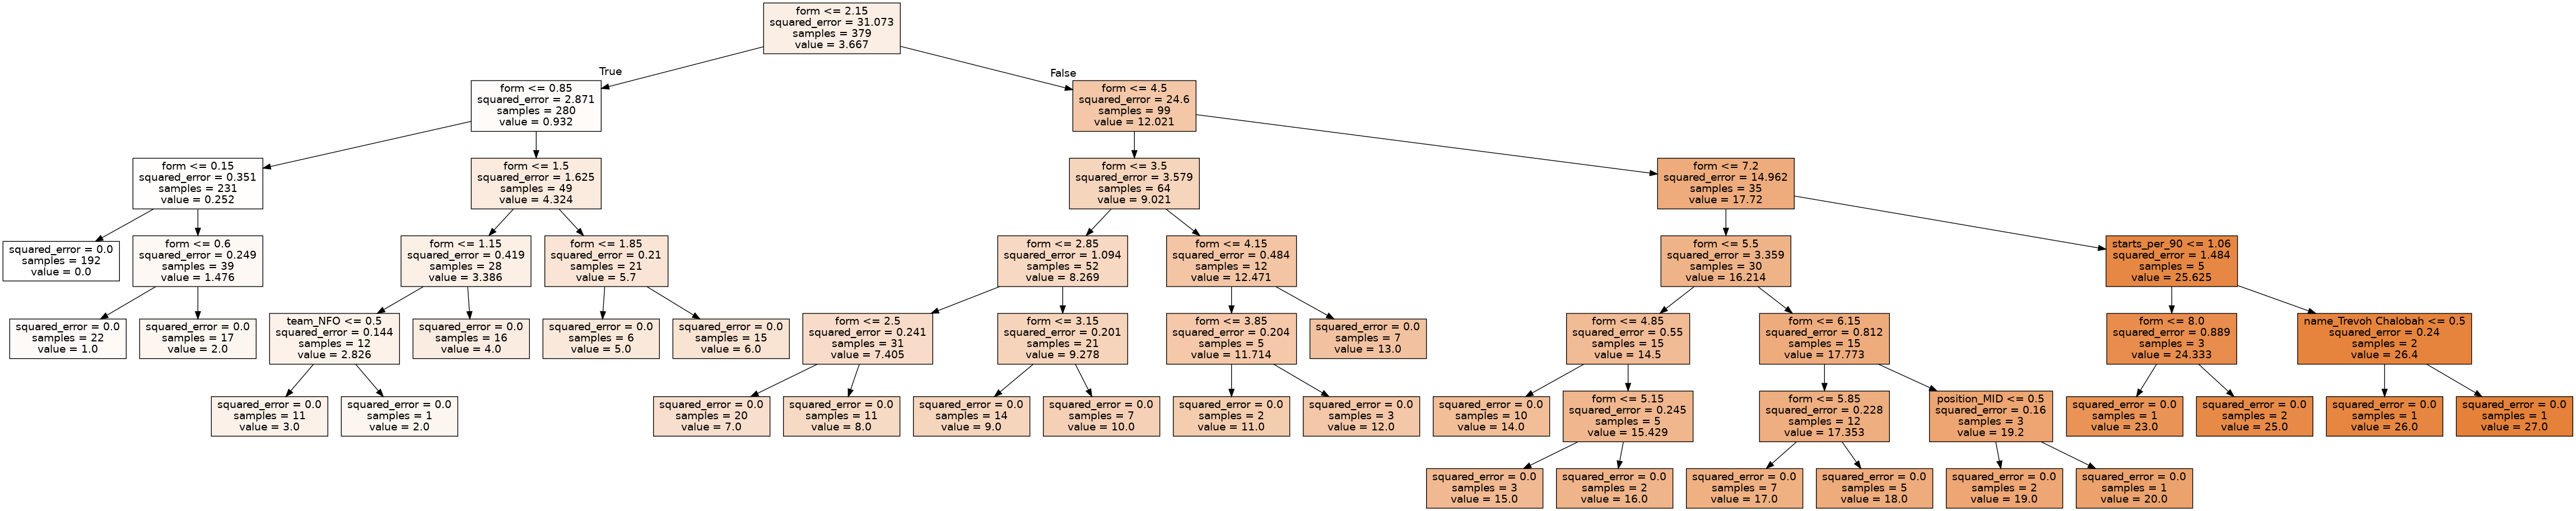 form <= 2.15
squared_error = 31.073
samples = 379
value = 3.667
True
False
form <= 0.85
squared_error = 2.871
samples = 280
value = 0.932
form <= 4.5
squared_error = 24.6
samples = 99
value = 12.021
form <= 0.15
squared_error = 0.351
samples = 231
value = 0.252
form <= 1.5
squared_error = 1.625
samples = 49
value = 4.324
form <= 3.5
squared_error = 3.579
samples = 64
value = 9.021
form <= 7.2
squared_error = 14.962
samples = 35
value = 17.72
squared_error = 0.0
samples = 192
value = 0.0
form <= 0.6
squared_error = 0.249
samples = 39
value = 1.476
form <= 1.15
squared_error = 0.419
samples = 28
value = 3.386
form <= 1.85
squared_error = 0.21
samples = 21
value = 5.7
form <= 2.85
squared_error = 1.094
samples = 52
value = 8.269
form <= 4.15
squared_error = 0.484
samples = 12
value = 12.471
form <= 5.5
squared_error = 3.359
samples = 30
value = 16.214
starts_per_90 <= 1.06
squared_error = 1.484
samples = 5
value = 25.625
squared_error = 0.0
samples = 22
value = 1.0
squared_error = 0.0
samples = 17
value = 2.0
team_NFO <= 0.5
squared_error = 0.144
samples = 12
value = 2.826
squared_error = 0.0
samples = 16
value = 4.0
squared_error = 0.0
samples = 6
value = 5.0
squared_error = 0.0
samples = 15
value = 6.0
form <= 2.5
squared_error = 0.241
samples = 31
value = 7.405
form <= 3.15
squared_error = 0.201
samples = 21
value = 9.278
form <= 3.85
squared_error = 0.204
samples = 5
value = 11.714
squared_error = 0.0
samples = 7
value = 13.0
form <= 4.85
squared_error = 0.55
samples = 15
value = 14.5
form <= 6.15
squared_error = 0.812
samples = 15
value = 17.773
form <= 8.0
squared_error = 0.889
samples = 3
value = 24.333
name_Trevoh Chalobah <= 0.5
squared_error = 0.24
samples = 2
value = 26.4
squared_error = 0.0
samples = 11
value = 3.0
squared_error = 0.0
samples = 1
value = 2.0
squared_error = 0.0
samples = 20
value = 7.0
squared_error = 0.0
samples = 11
value = 8.0
squared_error = 0.0
samples = 14
value = 9.0
squared_error = 0.0
samples = 7
value = 10.0
squared_error = 0.0
samples = 2
value = 11.0
squared_error = 0.0
samples = 3
value = 12.0
squared_error = 0.0
samples = 10
value = 14.0
form <= 5.15
squared_error = 0.245
samples = 5
value = 15.429
form <= 5.85
squared_error = 0.228
samples = 12
value = 17.353
position_MID <= 0.5
squared_error = 0.16
samples = 3
value = 19.2
squared_error = 0.0
samples = 1
value = 23.0
squared_error = 0.0
samples = 2
value = 25.0
squared_error = 0.0
samples = 1
value = 26.0
squared_error = 0.0
samples = 1
value = 27.0
squared_error = 0.0
samples = 3
value = 15.0
squared_error = 0.0
samples = 2
value = 16.0
squared_error = 0.0
samples = 7
value = 17.0
squared_error = 0.0
samples = 5
value = 18.0
squared_error = 0.0
samples = 2
value = 19.0
squared_error = 0.0
samples = 1
value = 20.0